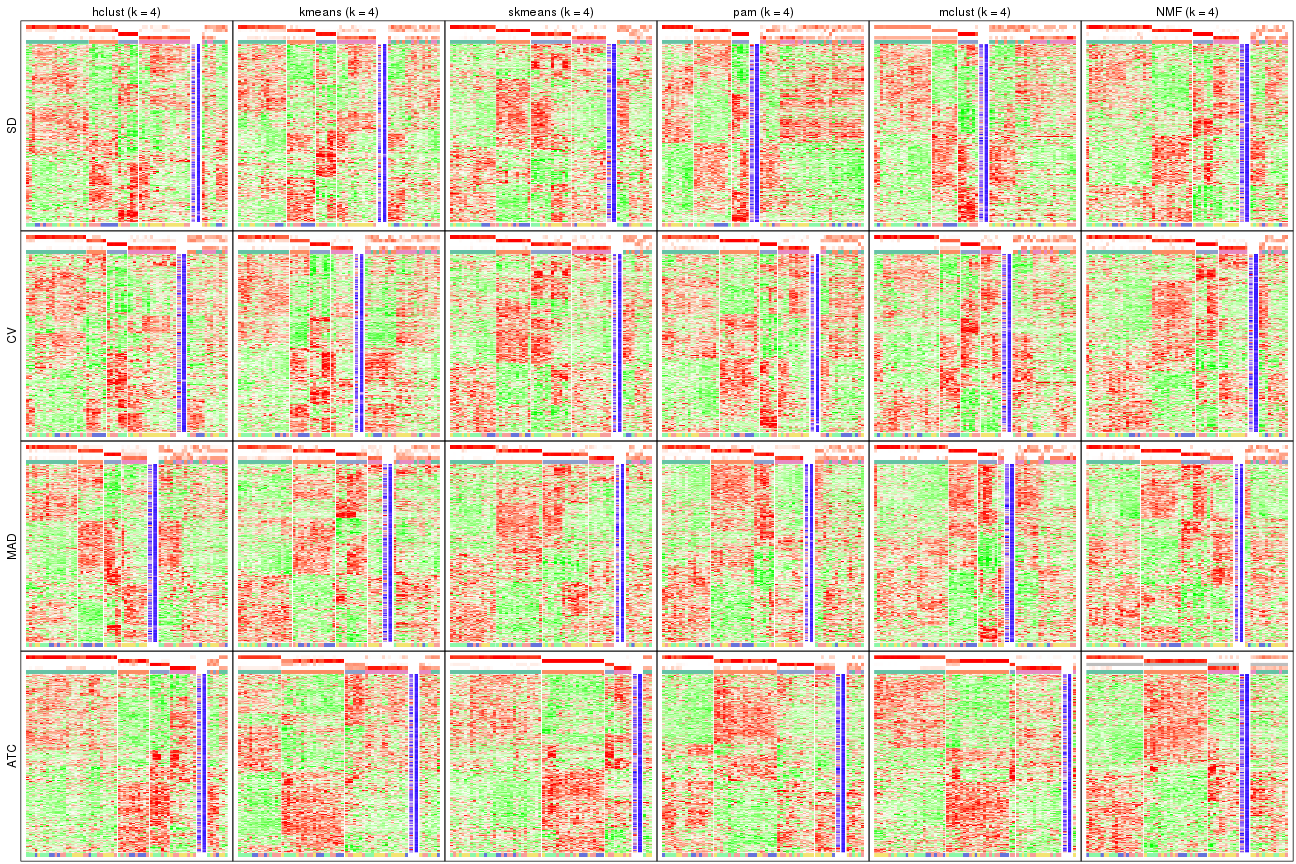 hclust (k = 4) kmeans (k = 4) skmeans (k = 4) pam (k = 4) mclust (k = 4) NMF (k = 4)
SD
CV
MAD
ATC